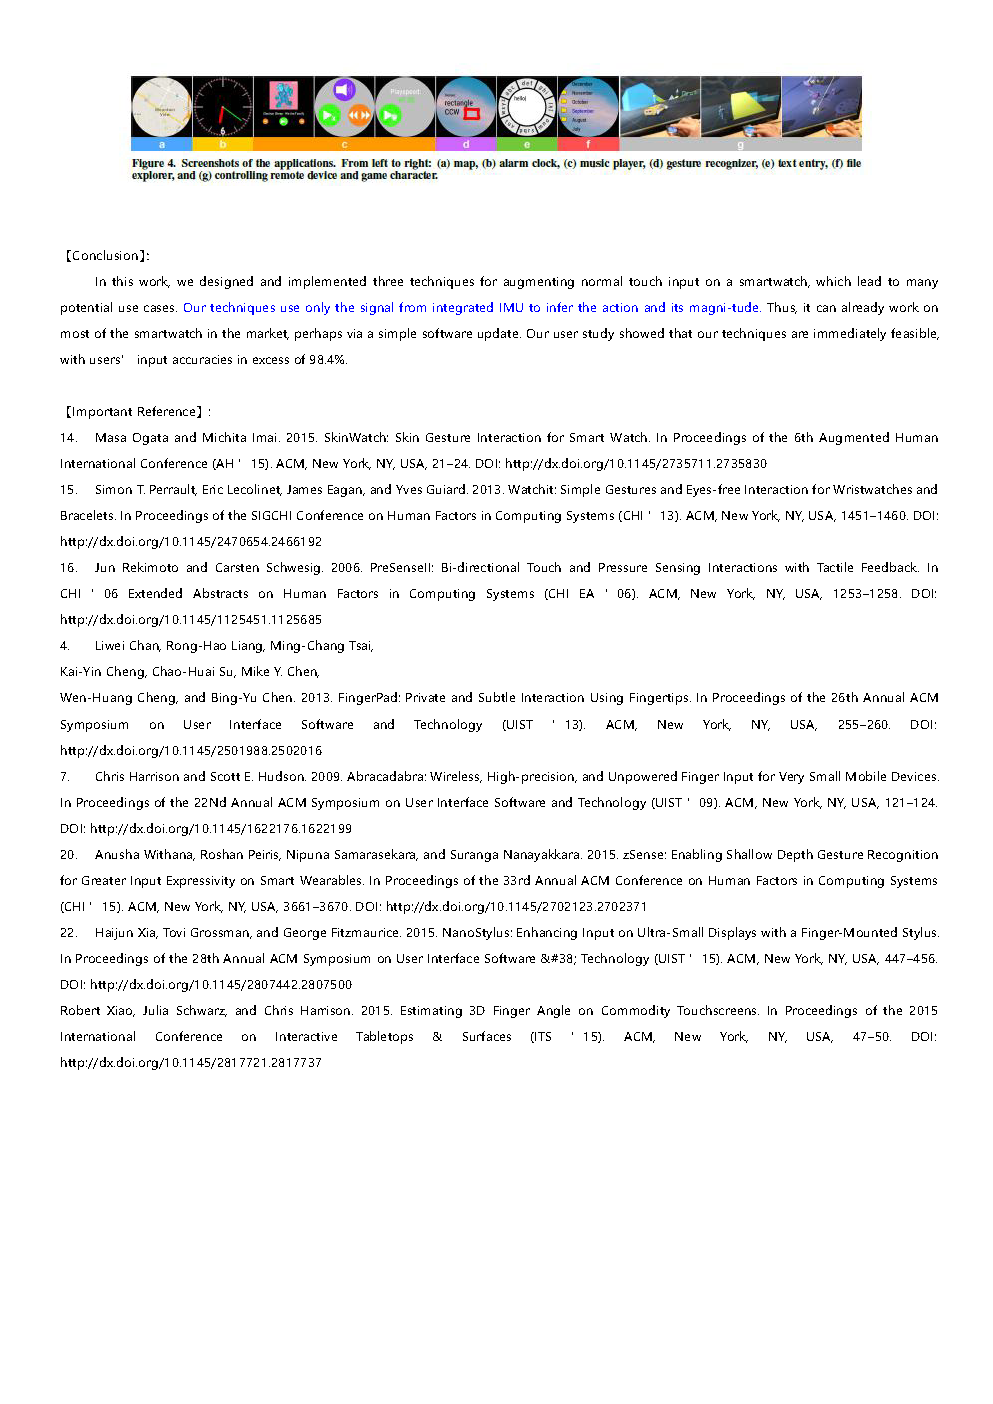 a b c d e f g
Figure 4. Screenshots of the applications. From left to right: (a) map, (b) alarm clock, (c) music player, (d) gesture recognizer, (e) text entry, (f) file
explorer, and (g) controlling remote device and game character.
【Conclusion】:
In this work, we designed and implemented three techniques for augmenting normal touch input on a smartwatch, which lead to many
potential use cases. Our techniques use only the signal from integrated IMU to infer the action and its magni-tude. Thus, it can already work on
most of the smartwatch in the market, perhaps via a simple software update. Our user study showed that our techniques are immediately feasible,
with users' input accuracies in excess of 98.4%.
【Important Reference】:
14. Masa Ogata and Michita Imai. 2015. SkinWatch: Skin Gesture Interaction for Smart Watch. In Proceedings of the 6th Augmented Human
International Conference (AH ' 15). ACM, New York, NY, USA, 21–24. DOI: http://dx.doi.org/10.1145/2735711.2735830
15. Simon T. Perrault, Eric Lecolinet, James Eagan, and Yves Guiard. 2013. Watchit: Simple Gestures and Eyes-free Interaction for Wristwatches and
Bracelets. In Proceedings of the SIGCHI Conference on Human Factors in Computing Systems (CHI ' 13). ACM, New York, NY, USA, 1451–1460. DOI:
http://dx.doi.org/10.1145/2470654.2466192
16. Jun Rekimoto and Carsten Schwesig. 2006. PreSenseII: Bi-directional Touch and Pressure Sensing Interactions with Tactile Feedback. In
CHI ' 06 Extended Abstracts on Human Factors in Computing Systems (CHI EA ' 06). ACM, New York, NY, USA, 1253–1258. DOI:
http://dx.doi.org/10.1145/1125451.1125685
4. Liwei Chan, Rong-Hao Liang, Ming-Chang Tsai,
Kai-Yin Cheng, Chao-Huai Su, Mike Y. Chen,
Wen-Huang Cheng, and Bing-Yu Chen. 2013. FingerPad: Private and Subtle Interaction Using Fingertips. In Proceedings of the 26th Annual ACM
Symposium on User Interface Software and Technology (UIST ' 13). ACM, New York, NY, USA, 255–260. DOI:
http://dx.doi.org/10.1145/2501988.2502016
7. Chris Harrison and Scott E. Hudson. 2009. Abracadabra: Wireless, High-precision, and Unpowered Finger Input for Very Small Mobile Devices.
In Proceedings of the 22Nd Annual ACM Symposium on User Interface Software and Technology (UIST ' 09). ACM, New York, NY, USA, 121–124.
DOI: http://dx.doi.org/10.1145/1622176.1622199
20. Anusha Withana, Roshan Peiris, Nipuna Samarasekara, and Suranga Nanayakkara. 2015. zSense: Enabling Shallow Depth Gesture Recognition
for Greater Input Expressivity on Smart Wearables. In Proceedings of the 33rd Annual ACM Conference on Human Factors in Computing Systems
(CHI ' 15). ACM, New York, NY, USA, 3661–3670. DOI: http://dx.doi.org/10.1145/2702123.2702371
22. Haijun Xia, Tovi Grossman, and George Fitzmaurice. 2015. NanoStylus: Enhancing Input on Ultra-Small Displays with a Finger-Mounted Stylus.
In Proceedings of the 28th Annual ACM Symposium on User Interface Software &#38; Technology (UIST ' 15). ACM, New York, NY, USA, 447–456.
DOI: http://dx.doi.org/10.1145/2807442.2807500
Robert Xiao, Julia Schwarz, and Chris Harrison. 2015. Estimating 3D Finger Angle on Commodity Touchscreens. In Proceedings of the 2015
International Conference on Interactive Tabletops & Surfaces (ITS ' 15). ACM, New York, NY, USA, 47–50. DOI:
http://dx.doi.org/10.1145/2817721.2817737